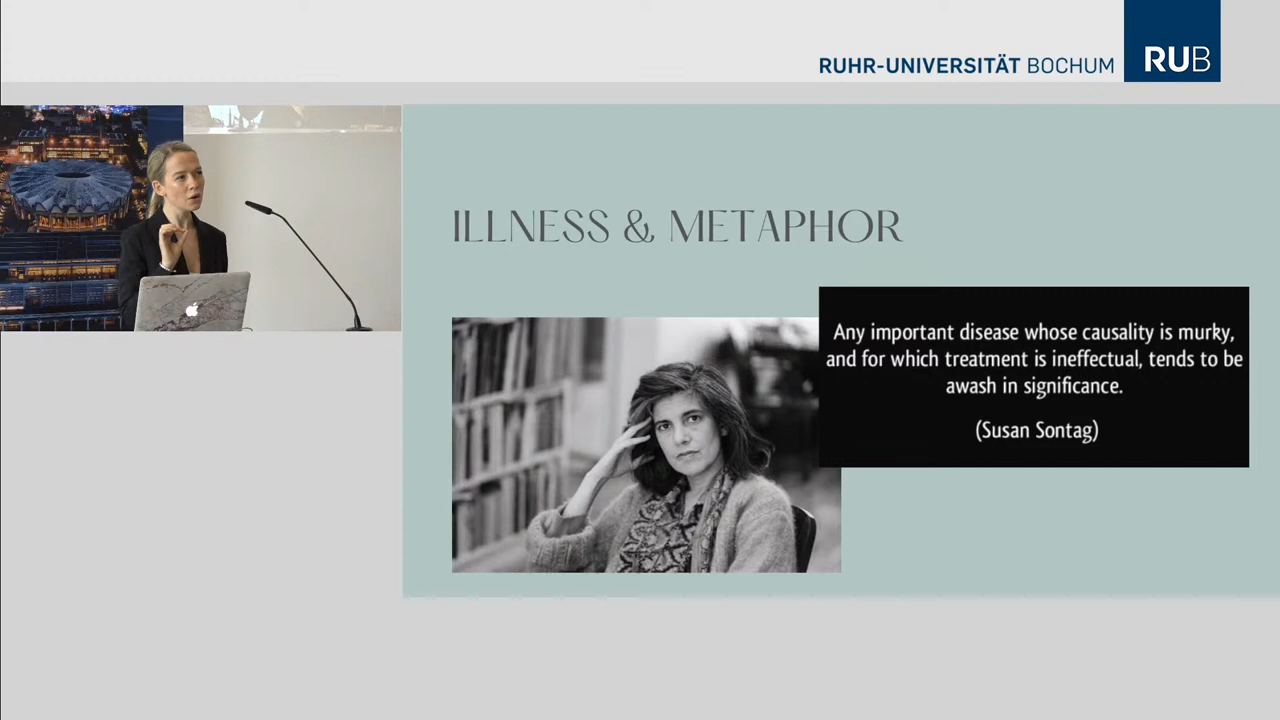 RUHR-UNIVERSITÄT BOCHUM
RUB
ILLNESS & METAPHOR
Any important disease whose causality is murky,
and for which treatment is ineffectual, tends to be
awash in significance.
(Susan Sontag)